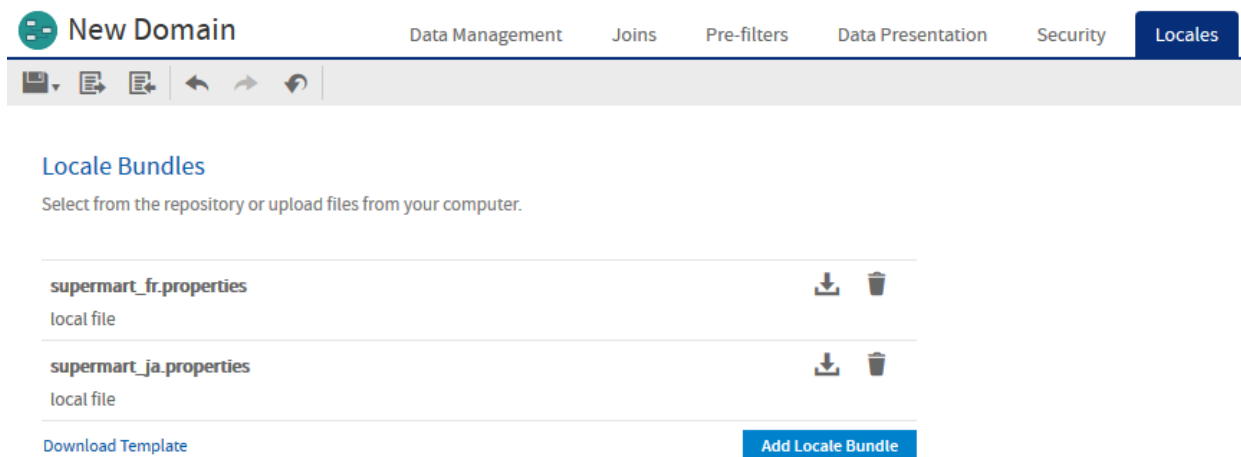 New Domain
Data Management Joins Pre-filters Data Presentation Security Locales
Locale Bundles
Select from the repository or upload files from your computer.
supermart_fr.properties
local file
supermart_ja.properties
local file
Download Template Add Locale Bundle